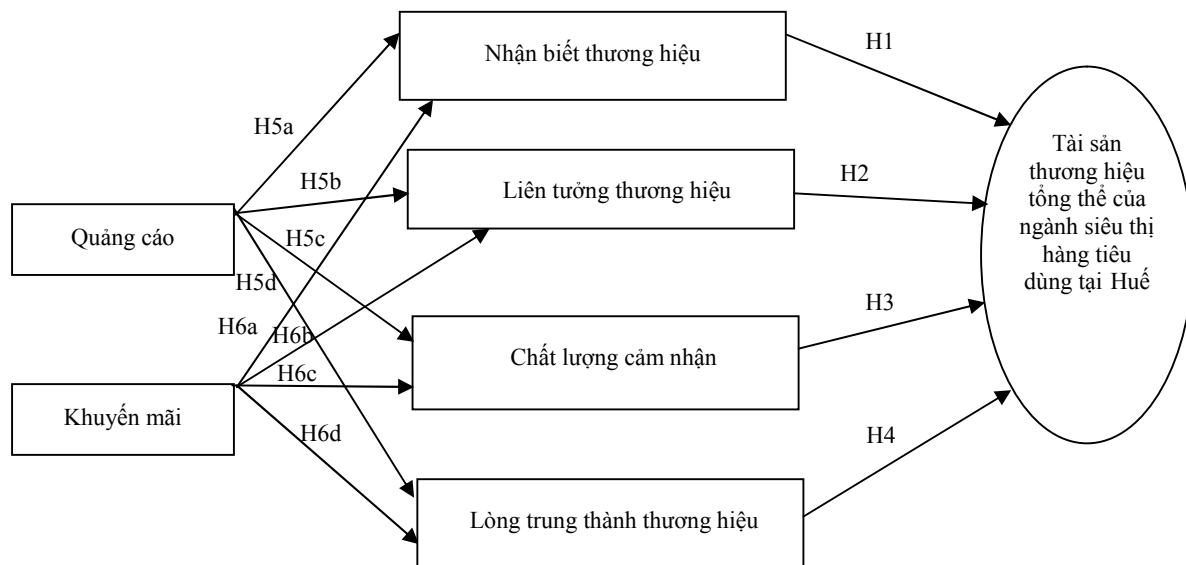 Nhận biết thương hiệu
H1
H5a
Tài sản
thương hiệu
tổng thể của
ngành siêu thị
hàng tiêu
dùng tại Huế
H5b
Liên tưởng thương hiệu
H2
Quảng cáo
H5c
H5d
H6a
H6b
H3
Chất lượng cảm nhận
H6c
Khuyến mãi
H6d
H4
Lòng trung thành thương hiệu